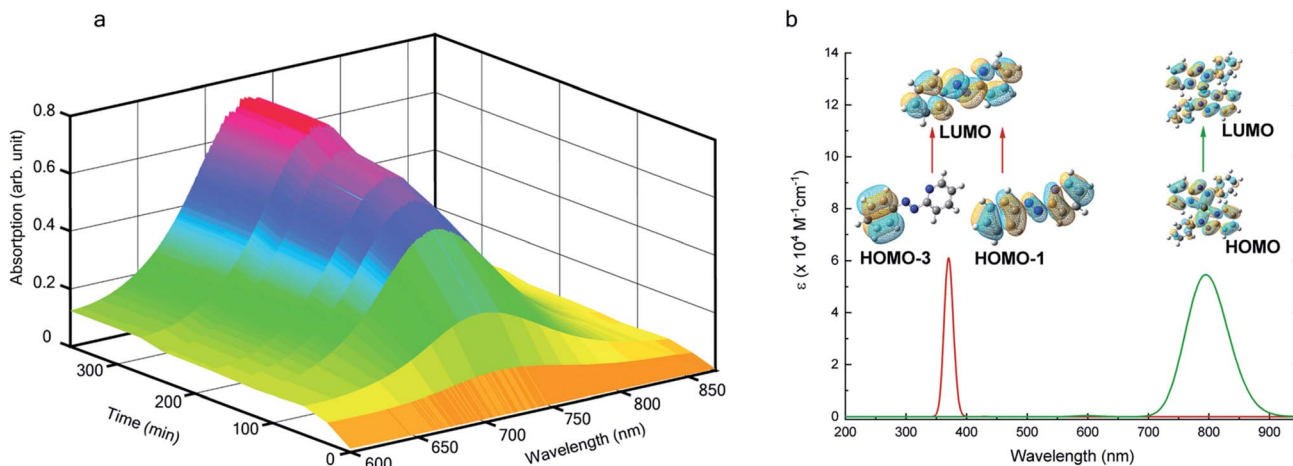 a
0.8
0.6
0.4
0.2
0
Absortption (arb. unit)
300
200
100
0
Time (min)
600
650
700
750
800
850
Wavelength (nm)
b
14
12
10
8
6
4
2
0
ε (x 10⁴ M⁻¹cm⁻¹)
LUMO
HOMO-3
HOMO-1
LUMO
HOMO
200 300 400 500 600 700 800 900
Wavelength (nm)